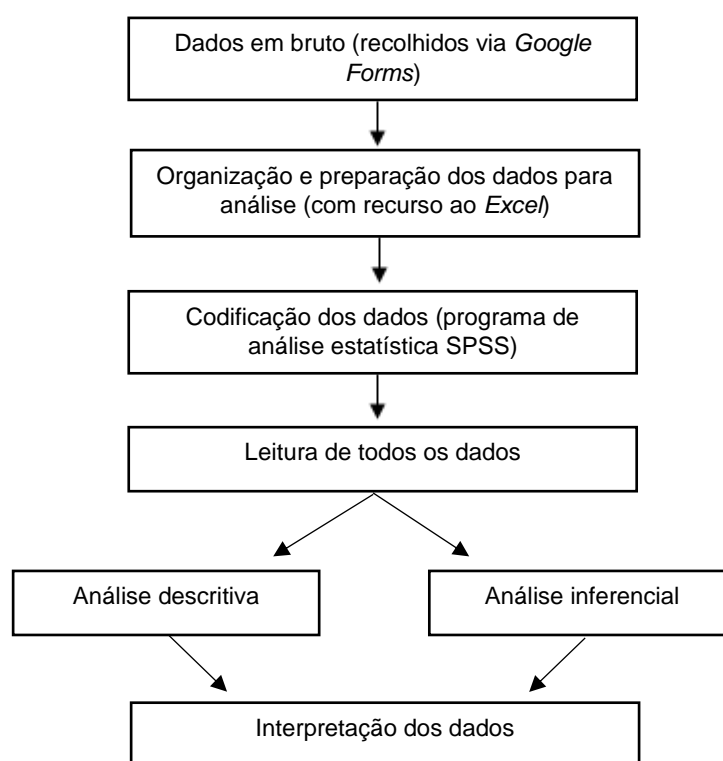 Dados em bruto (recolhidos via Google
Forms)
Organização e preparação dos dados para
análise (com recurso ao Excel)
Codificação dos dados (programa de
análise estatística SPSS)
Leitura de todos os dados
Análise descritiva
Análise inferencial
Interpretação dos dados